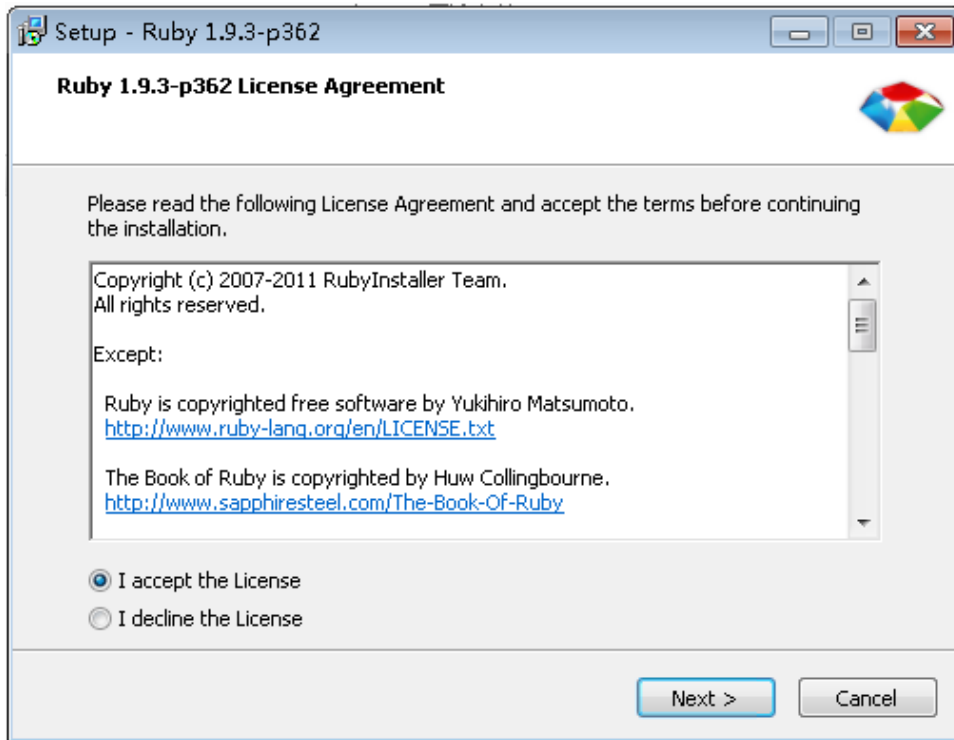 Setup - Ruby 1.9.3-p362
Ruby 1.9.3-p362 License Agreement
Please read the following License Agreement and accept the terms before continuing
the installation.
Copyright (c) 2007-2011 RubyInstaller Team.
All rights reserved.
Except:
Ruby is copyrighted free software by Yukihiro Matsumoto.
http://www.ruby-lang.org/en/LICENSE.txt
The Book of Ruby is copyrighted by Huw Collingbourne.
http://www.sapphiresteel.com/The-Book-Of-Ruby
I accept the License
I decline the License
Next >
Cancel